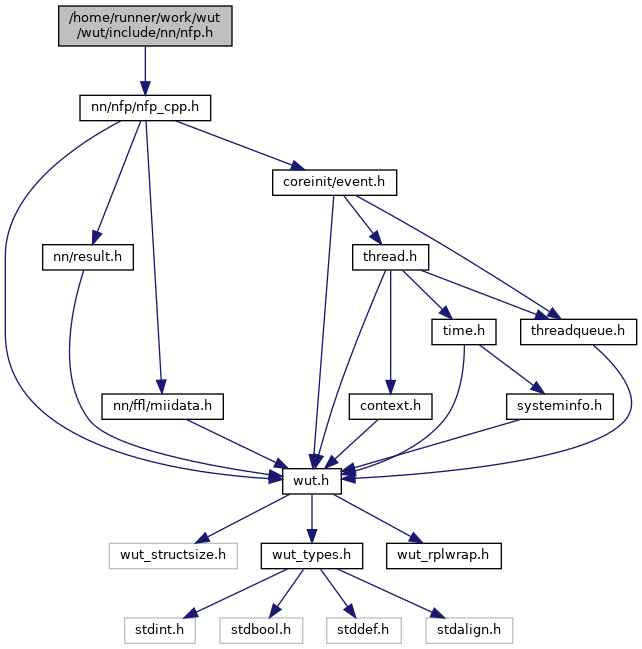 /home/runner/work/wut
/wut/include/nn/nfp.h
nn/nfp/nfp_cpp.h
coreinit/event.h
nn/result.h
thread.h
time.h
threadqueue.h
nn/ffl/miidata.h
context.h
systeminfo.h
wut.h
wut_structsize.h
wut_types.h
wut_rplwrap.h
stdint.h
stdbool.h
stddef.h
stdalign.h